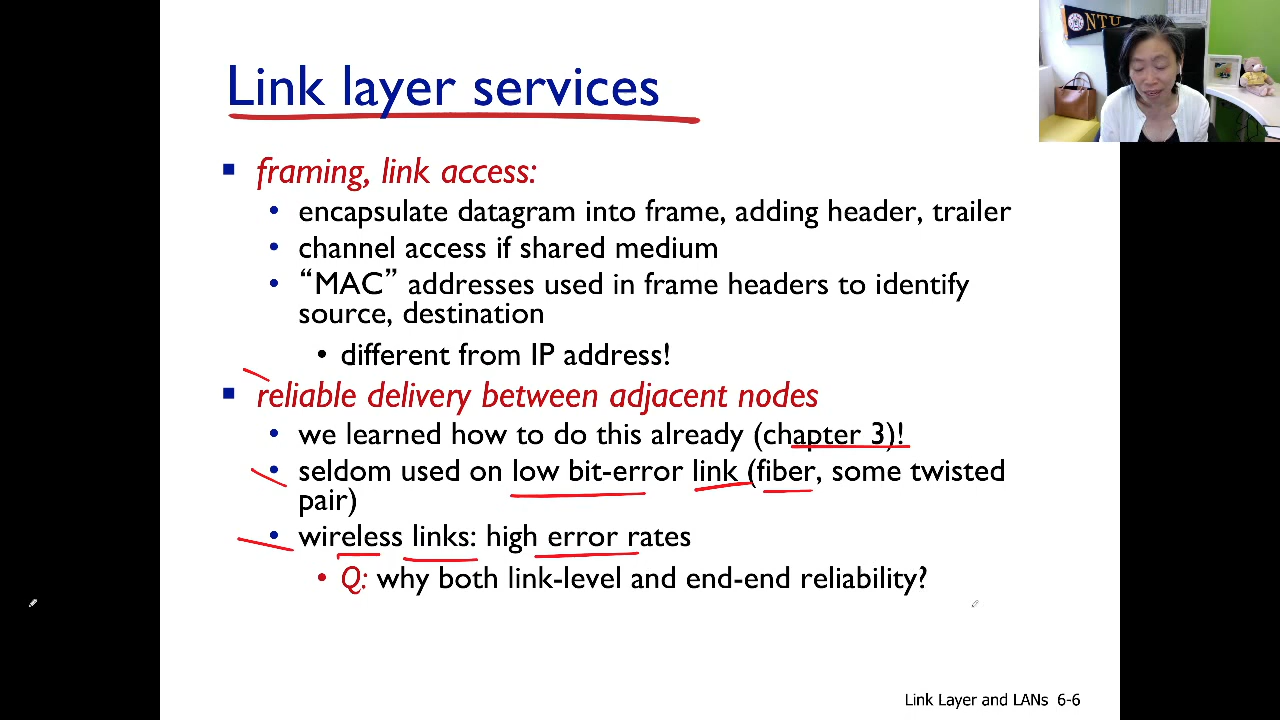 NTU
Link layer services
▪ framing, link access:
• encapsulate datagram into frame, adding header, trailer
• channel access if shared medium
• “MAC” addresses used in frame headers to identify
source, destination
• different from IP address!
▪ reliable delivery between adjacent nodes
• we learned how to do this already (chapter 3)!
• seldom used on low bit-error link (fiber, some twisted
pair)
• wireless links: high error rates
• Q: why both link-level and end-end reliability?
Link Layer and LANs 6-6